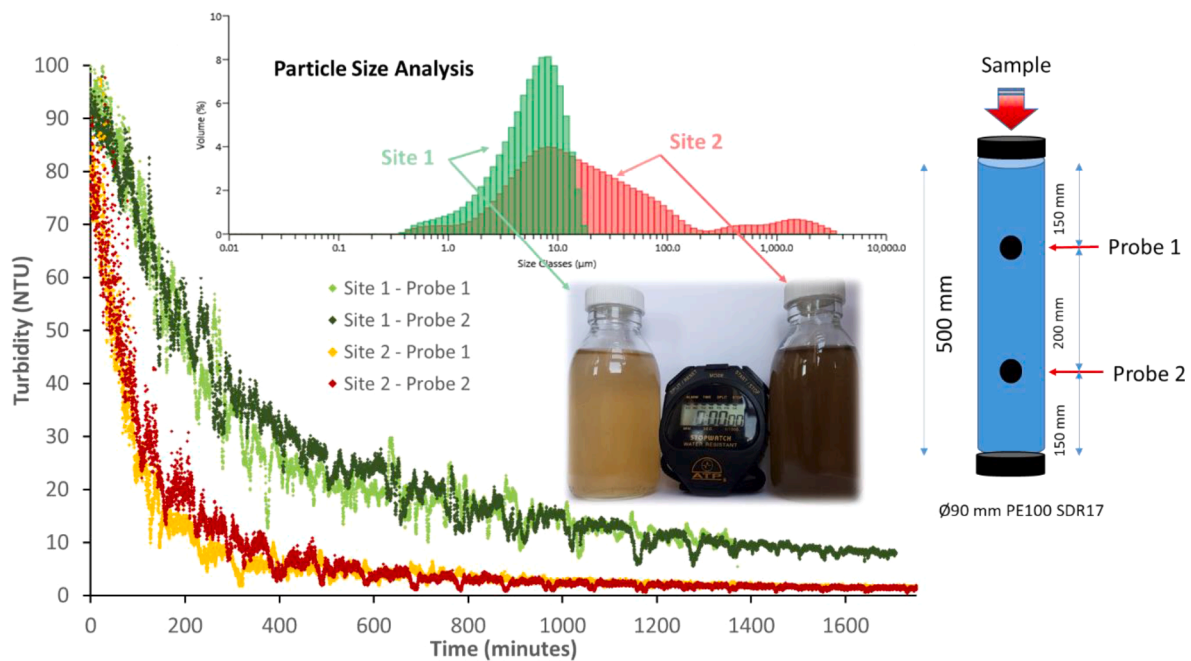 Particle Size Analysis
10
8
6
4
2
0
Volume (%)
0.01
0.1
1.0
10.0
100.0
1,000.0
10,000.0
Size Classes (µm)
Site 1
Site 2
100
90
80
70
60
50
40
30
20
10
0
Turbidity (NTU)
Site 1 - Probe 1
Site 1 - Probe 2
Site 2 - Probe 1
Site 2 - Probe 2
0
200
400
600
800
1000
1200
1400
1600
Time (minutes)
STOPWATCH
WATER RESISTANT
ATP
Sample
500 mm
150 mm
200 mm
150 mm
Probe 1
Probe 2
Ø90 mm PE100 SDR17